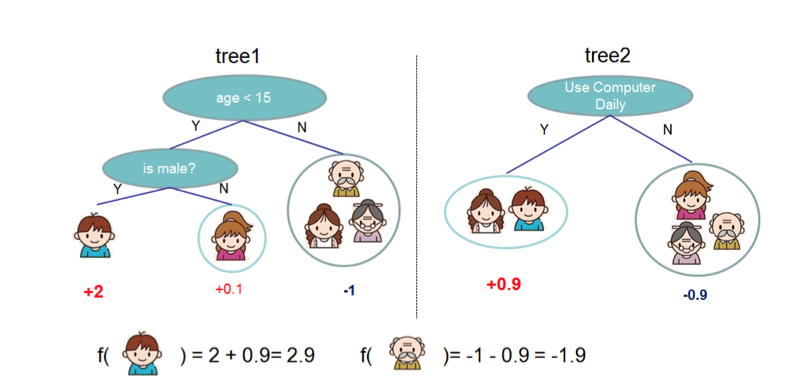 tree1
tree2
age < 15
Use Computer
Daily
Y
N
Y
N
is male?
Y
N
+2
+0.1
-1
+0.9
-0.9
f( ) = 2 + 0.9= 2.9
f( )= -1 - 0.9 = -1.9